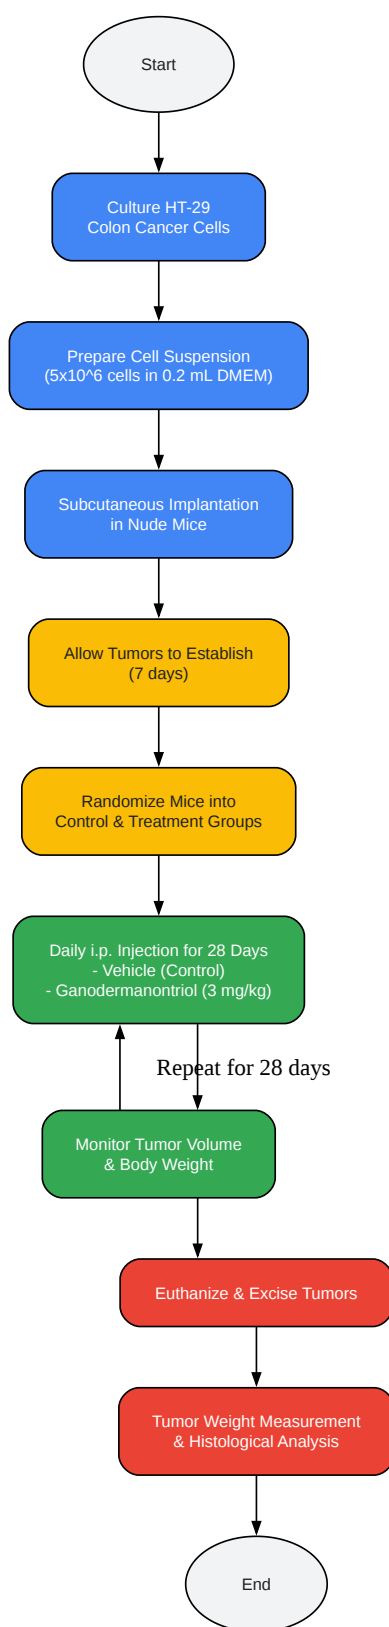 Start
Culture HT-29
Colon Cancer Cells
Prepare Cell Suspension
(5x10^6 cells in 0.2 mL DMEM)
Subcutaneous Implantation
in Nude Mice
Allow Tumors to Establish
(7 days)
Randomize Mice into
Control & Treatment Groups
Daily i.p. Injection for 28 Days
- Vehicle (Control)
- Ganodermanontriol (3 mg/kg)
Repeat for 28 days
Monitor Tumor Volume
& Body Weight
Euthanize & Excise Tumors
Tumor Weight Measurement
& Histological Analysis
End